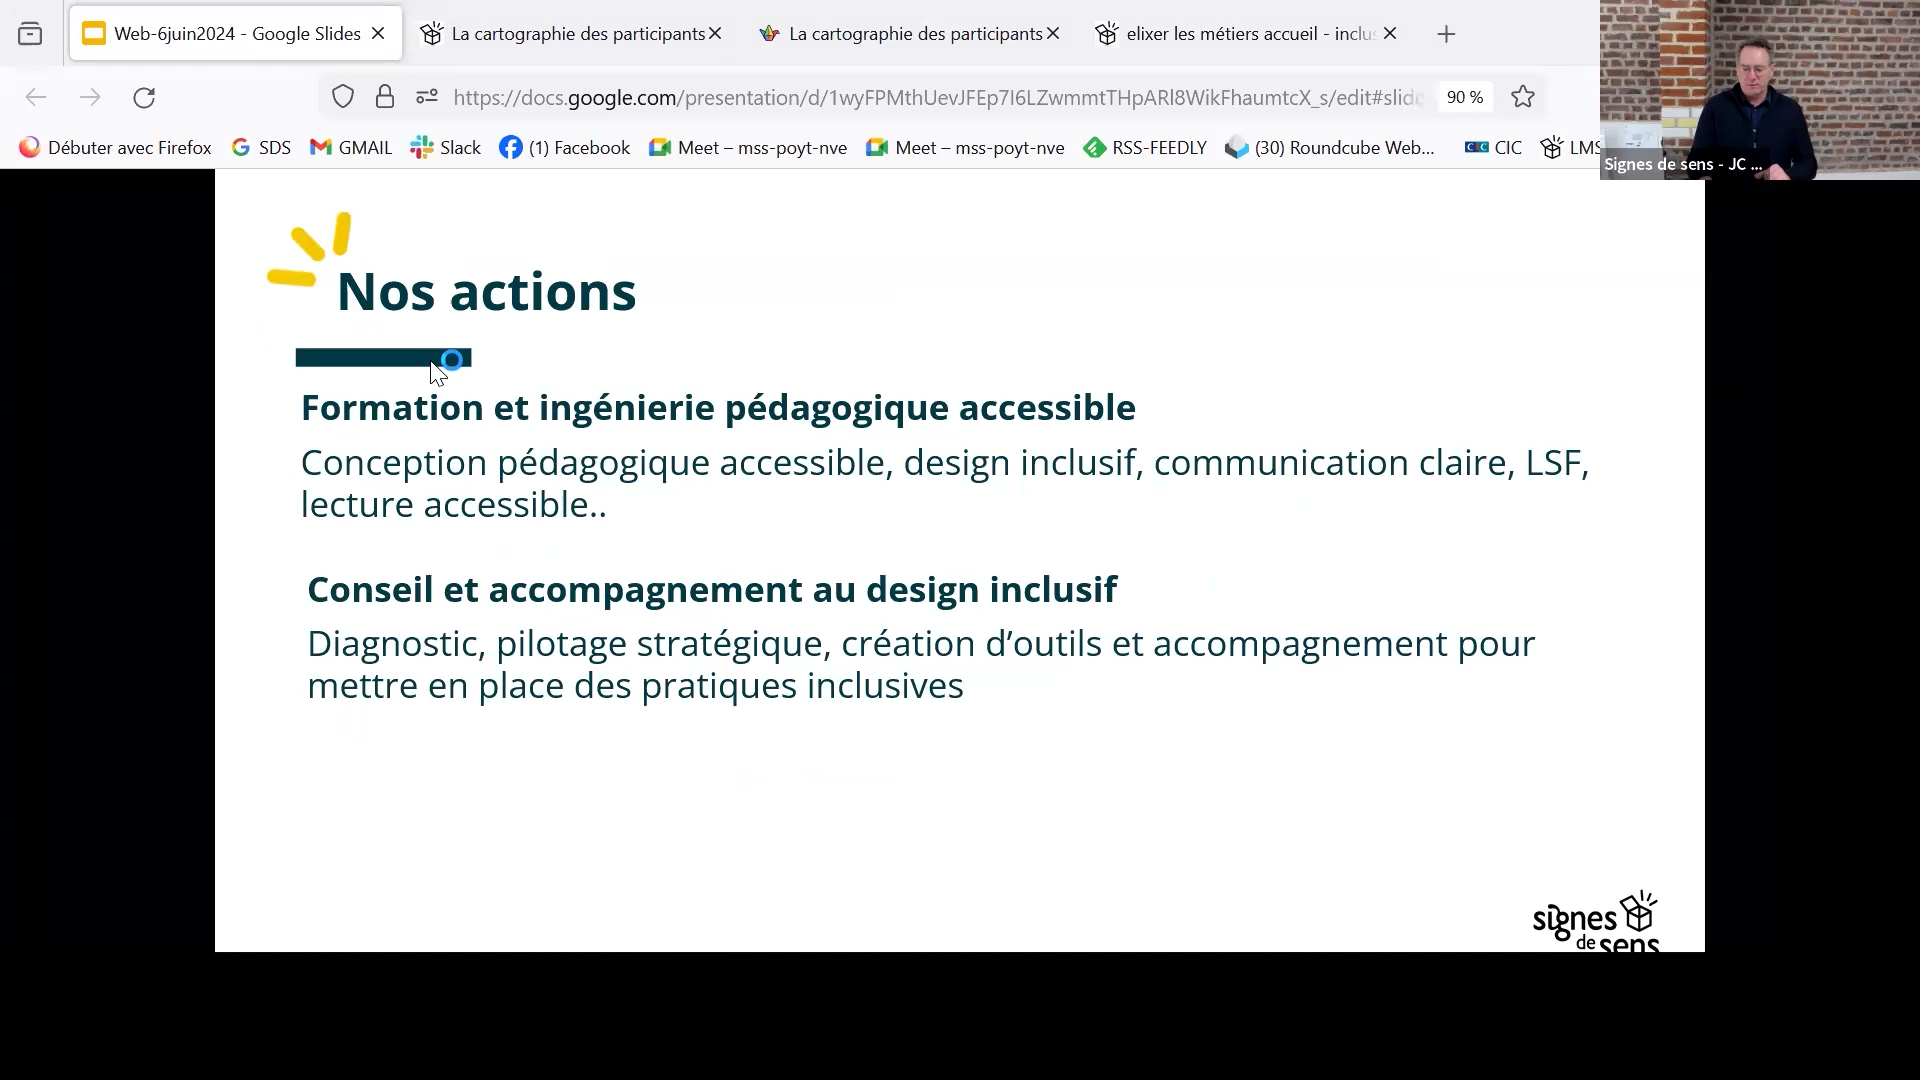 Web-6juin2024 - Google Slides
La cartographie des participants
La cartographie des participants
elixer les métiers accueil - inclus
https://docs.google.com/presentation/d/1wyFPMthUevJFEp7I6LZwmmtTHpARl8WikFhaumtcX_s/edit#slide
90 %
Débuter avec Firefox
SDS
GMAIL
Slack
(1) Facebook
Meet – mss-poyt-nve
Meet – mss-poyt-nve
RSS-FEEDLY
(30) Roundcube Web...
CIC
LMS
Signes de sens - JC ...
Nos actions
Formation et ingénierie pédagogique accessible
Conception pédagogique accessible, design inclusif, communication claire, LSF,
lecture accessible..
Conseil et accompagnement au design inclusif
Diagnostic, pilotage stratégique, création d’outils et accompagnement pour
mettre en place des pratiques inclusives
signes
de sens